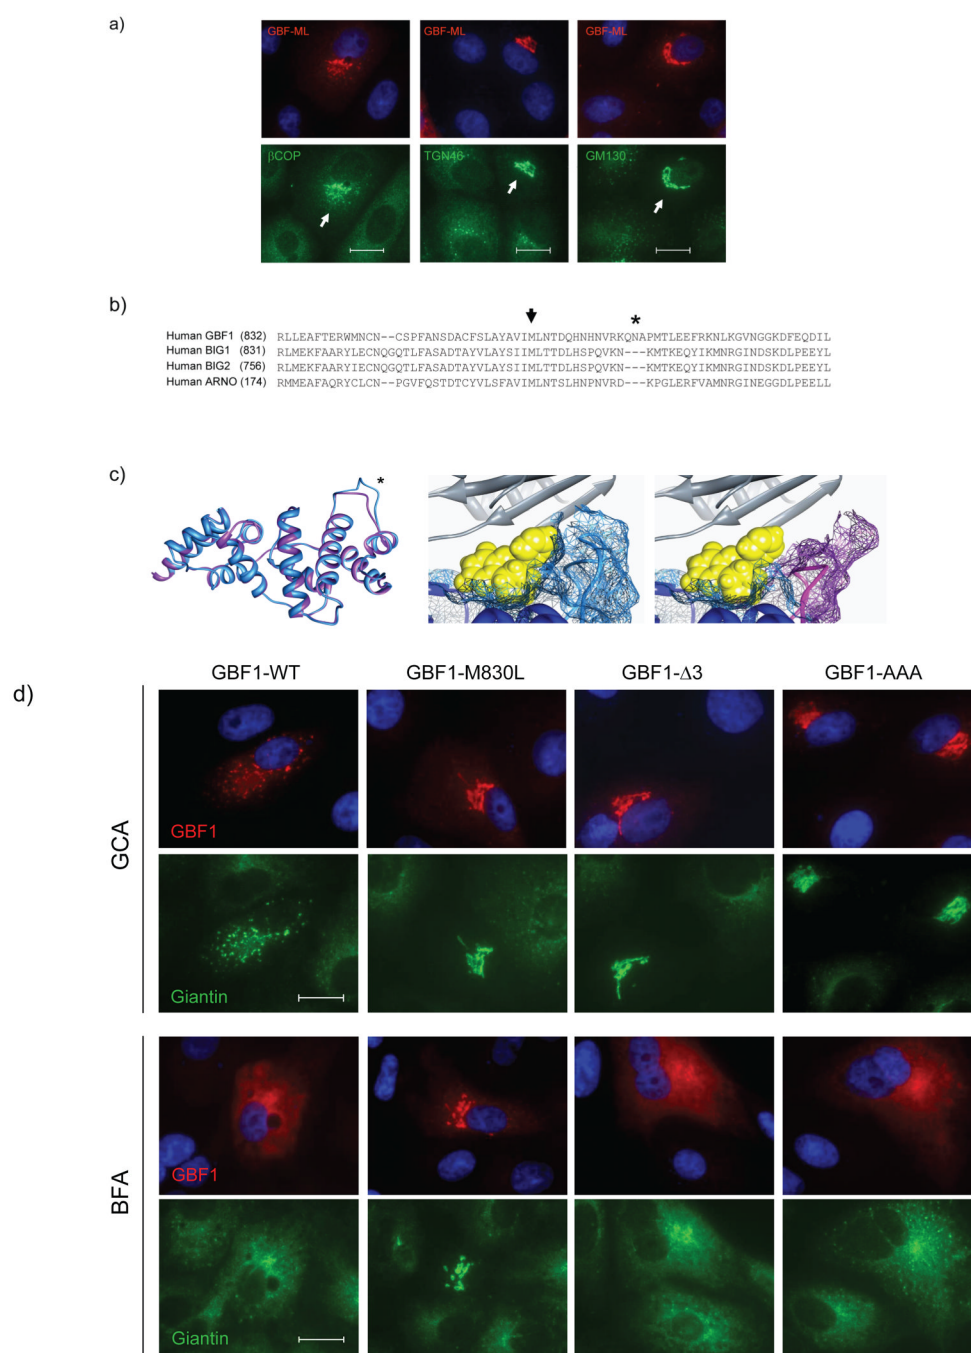 a)
GBF-ML GBF-ML GBF-ML
βCOP TGN46 GM130
b)
*
Human GBF1 (832) RLLEAFTERWMNCN--CSPFANSDACFSLAYAVIMLNTDQHNHNVRKQNAPMTLEEFRKNLKGVNGGKDFEQDIL
Human BIG1 (831) RLMEKFAARYLECNQGQTLFASADTAYVLAYSIIMLTTDLHSPQVKN---KMTKEQYIKMNRGINDSKDLPEEYL
Human BIG2 (756) RLMEKFAARYIECNQGQTLFASADTAYVLAYSIIMLTTDLHSPQVKN---KMTKEQYIKMNRGINDSKDLPEEYL
Human ARNO (174) RMMEAFAQRYCLCN--PGVFQSTDTCYVLSFAVIMLNTSLHNPNVRD---KPGLERFVAMNRGINEGGDLPEELL
c)
*
d)
GBF1-WT GBF1-M830L GBF1-Δ3 GBF1-AAA
GCA
GBF1
Giantin
BFA
GBF1
Giantin